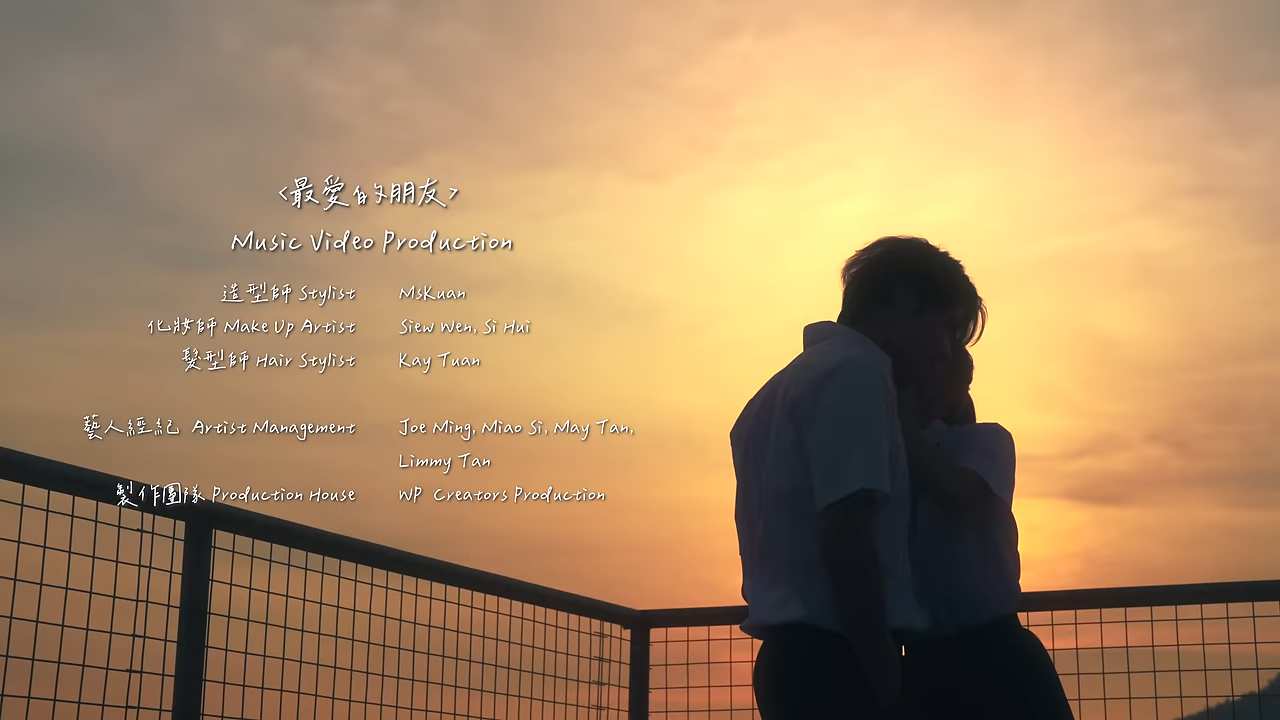 <最愛的朋友>
Music Video Production
造型師 Stylist MsKuan
化妝師 Make Up Artist Siew Wen, Si Hui
髮型師 Hair Stylist Kay Tuan
藝人經紀 Artist Management Joe Ming, Miao Si, May Tan,
Limmy Tan
製作團隊 Production House WP Creators Production